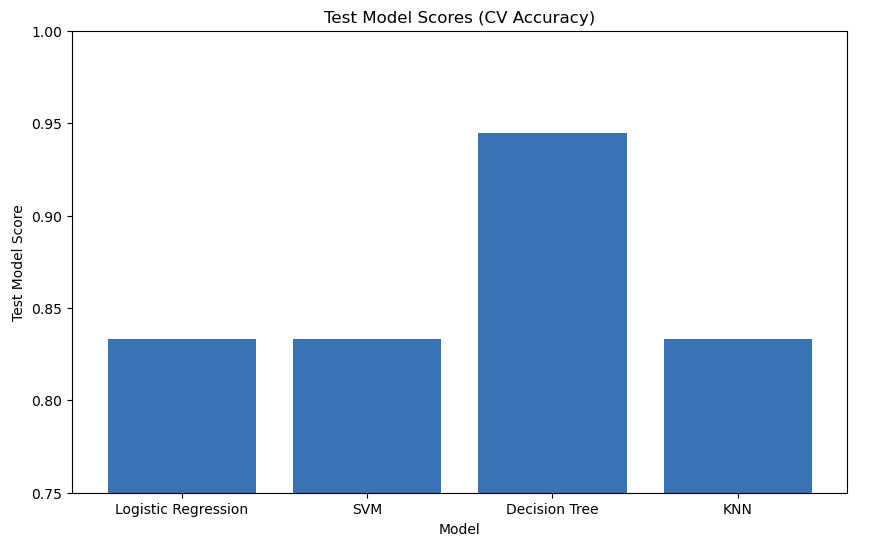 Test Model Scores (CV Accuracy)
1.00
0.95
0.90
0.85
0.80
0.75
Test Model Score
Logistic Regression
SVM
Decision Tree
KNN
Model